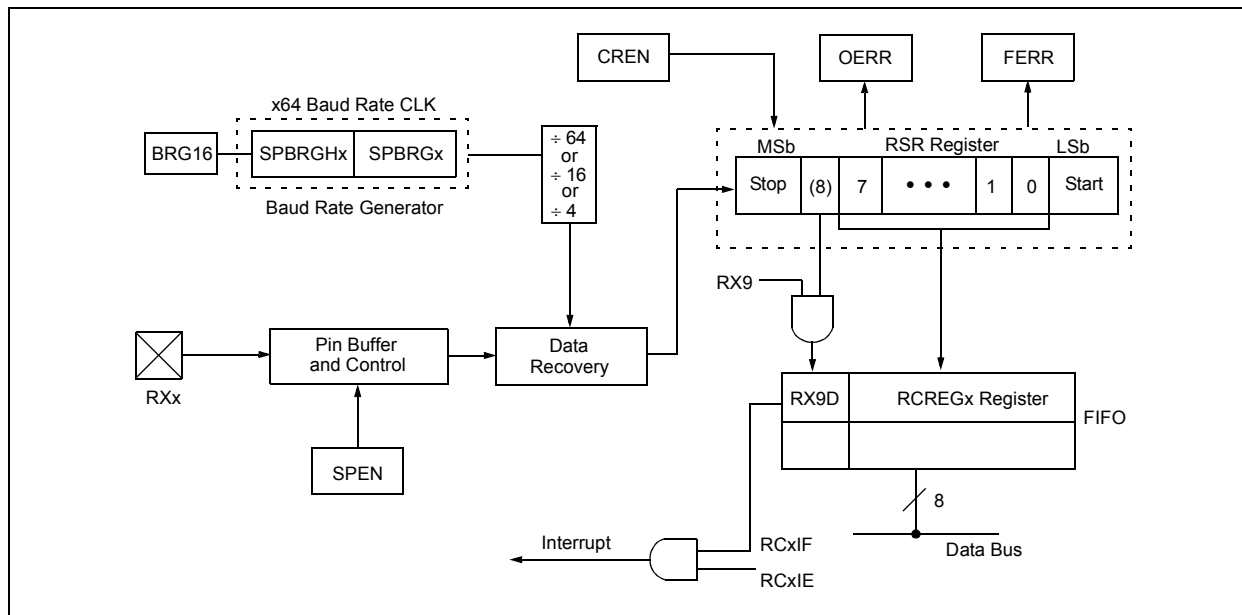 CREN
OERR
FERR
x64 Baud Rate CLK
BRG16
SPBRGHx
SPBRGx
Baud Rate Generator
÷ 64
or
÷ 16
or
÷ 4
MSb
RSR Register
LSb
Stop
(8)
7
• • •
1
0
Start
RX9
RXx
Pin Buffer
and Control
Data
Recovery
SPEN
RX9D
RCREGx Register
FIFO
8
Data Bus
Interrupt
RCxIF
RCxIE